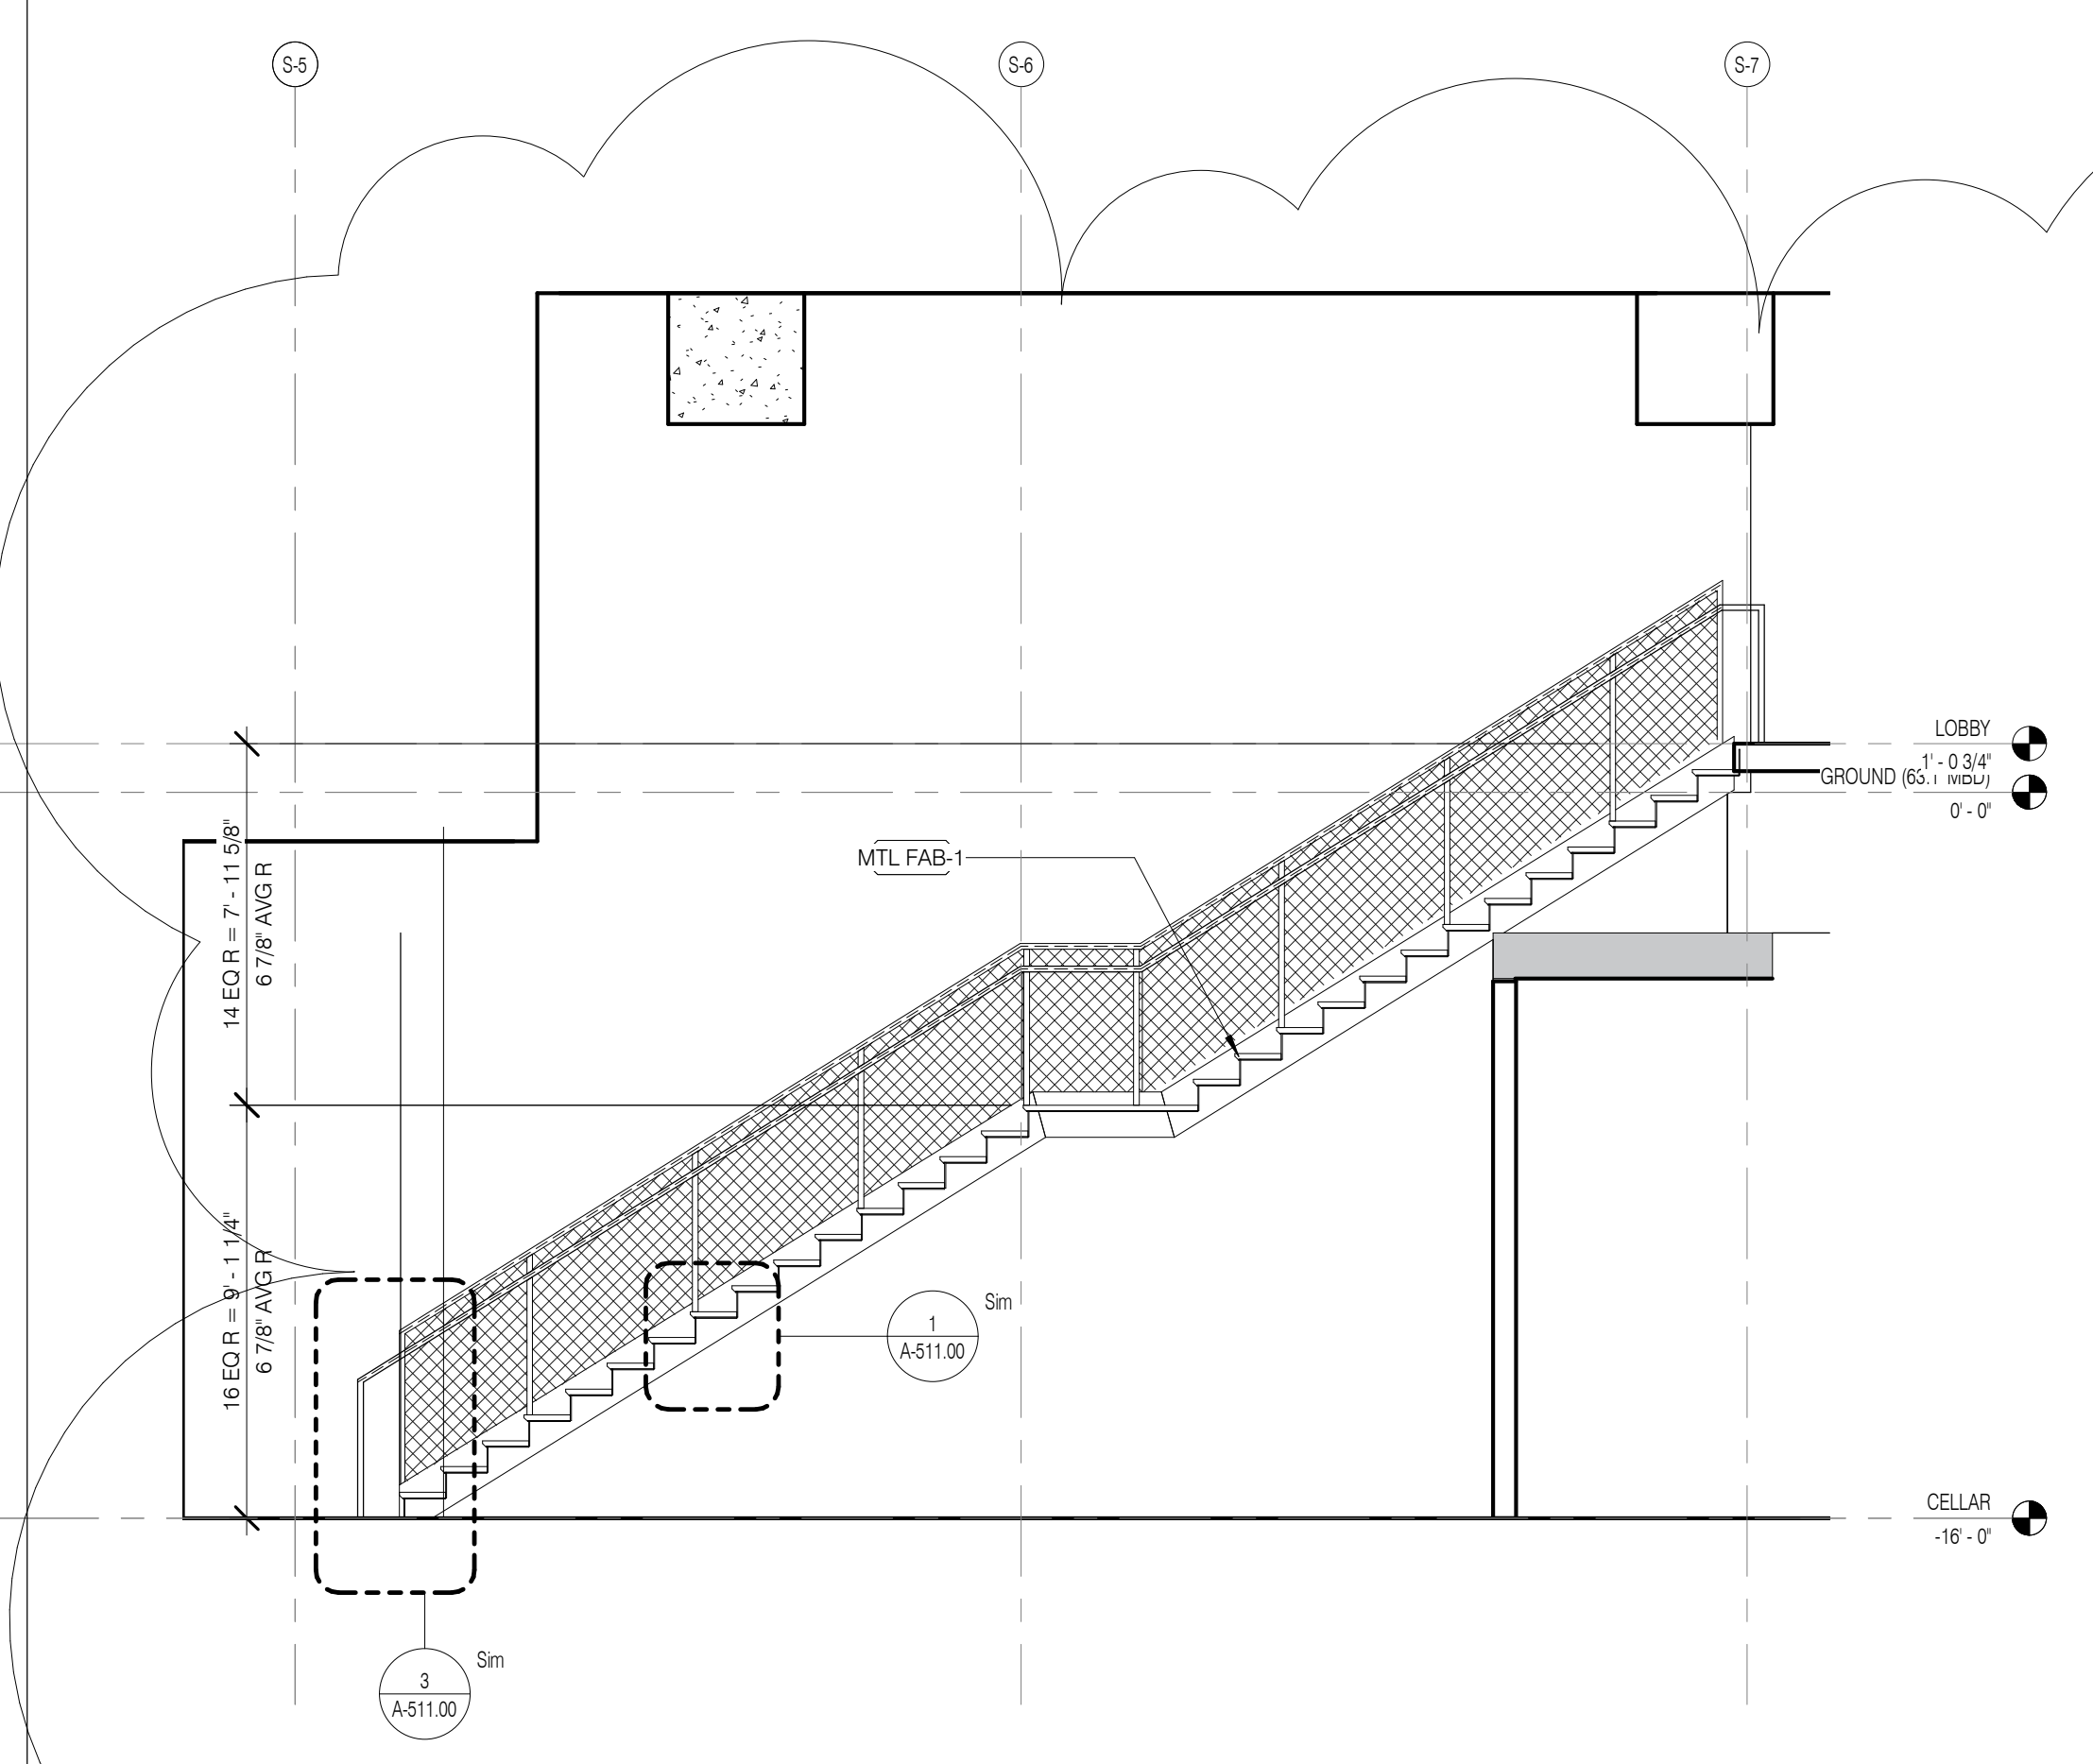 S-5
S-6
S-7
LOBBY
1' - 0 3/4"
GROUND (63.1 MBD)
0' - 0"
14 EQ R = 7' - 11 5/8"
6 7/8" AVG R
MTL FAB-1
16 EQ R = 9' - 1 1/4"
6 7/8" AVG R
Sim
1
A-511.00
CELLAR
-16' - 0"
Sim
3
A-511.00